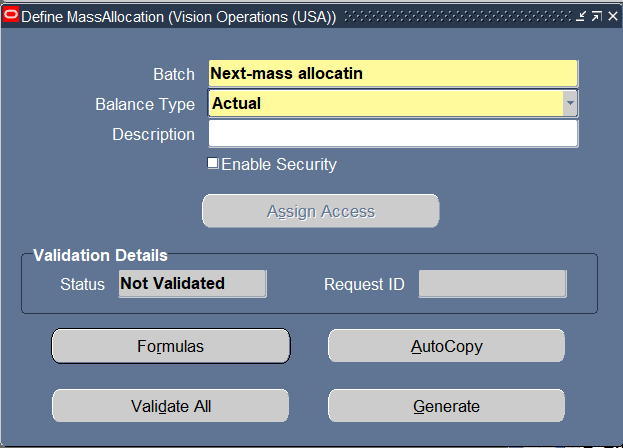 Define MassAllocation (Vision Operations (USA))
Batch Next-mass allocatin
Balance Type Actual
Description
Enable Security
Assign Access
Validation Details
Status Not Validated Request ID
Formulas AutoCopy
Validate All Generate